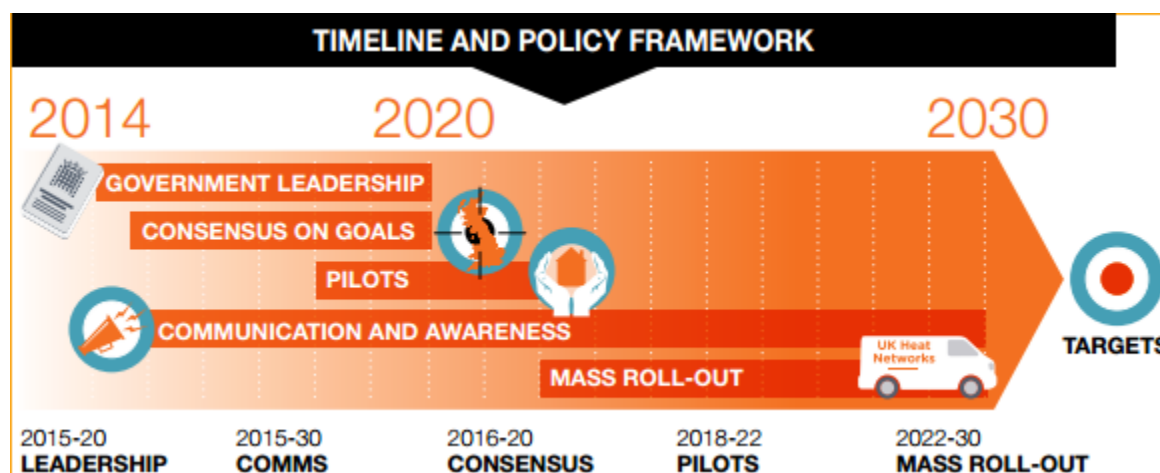 TIMELINE AND POLICY FRAMEWORK
2014 2020 2030
GOVERNMENT LEADERSHIP
CONSENSUS ON GOALS
PILOTS
COMMUNICATION AND AWARENESS
UK Heat
Networks
MASS ROLL-OUT
TARGETS
2015-20 2015-30 2016-20 2018-22 2022-30
LEADERSHIP COMMS CONSENSUS PILOTS MASS ROLL-OUT